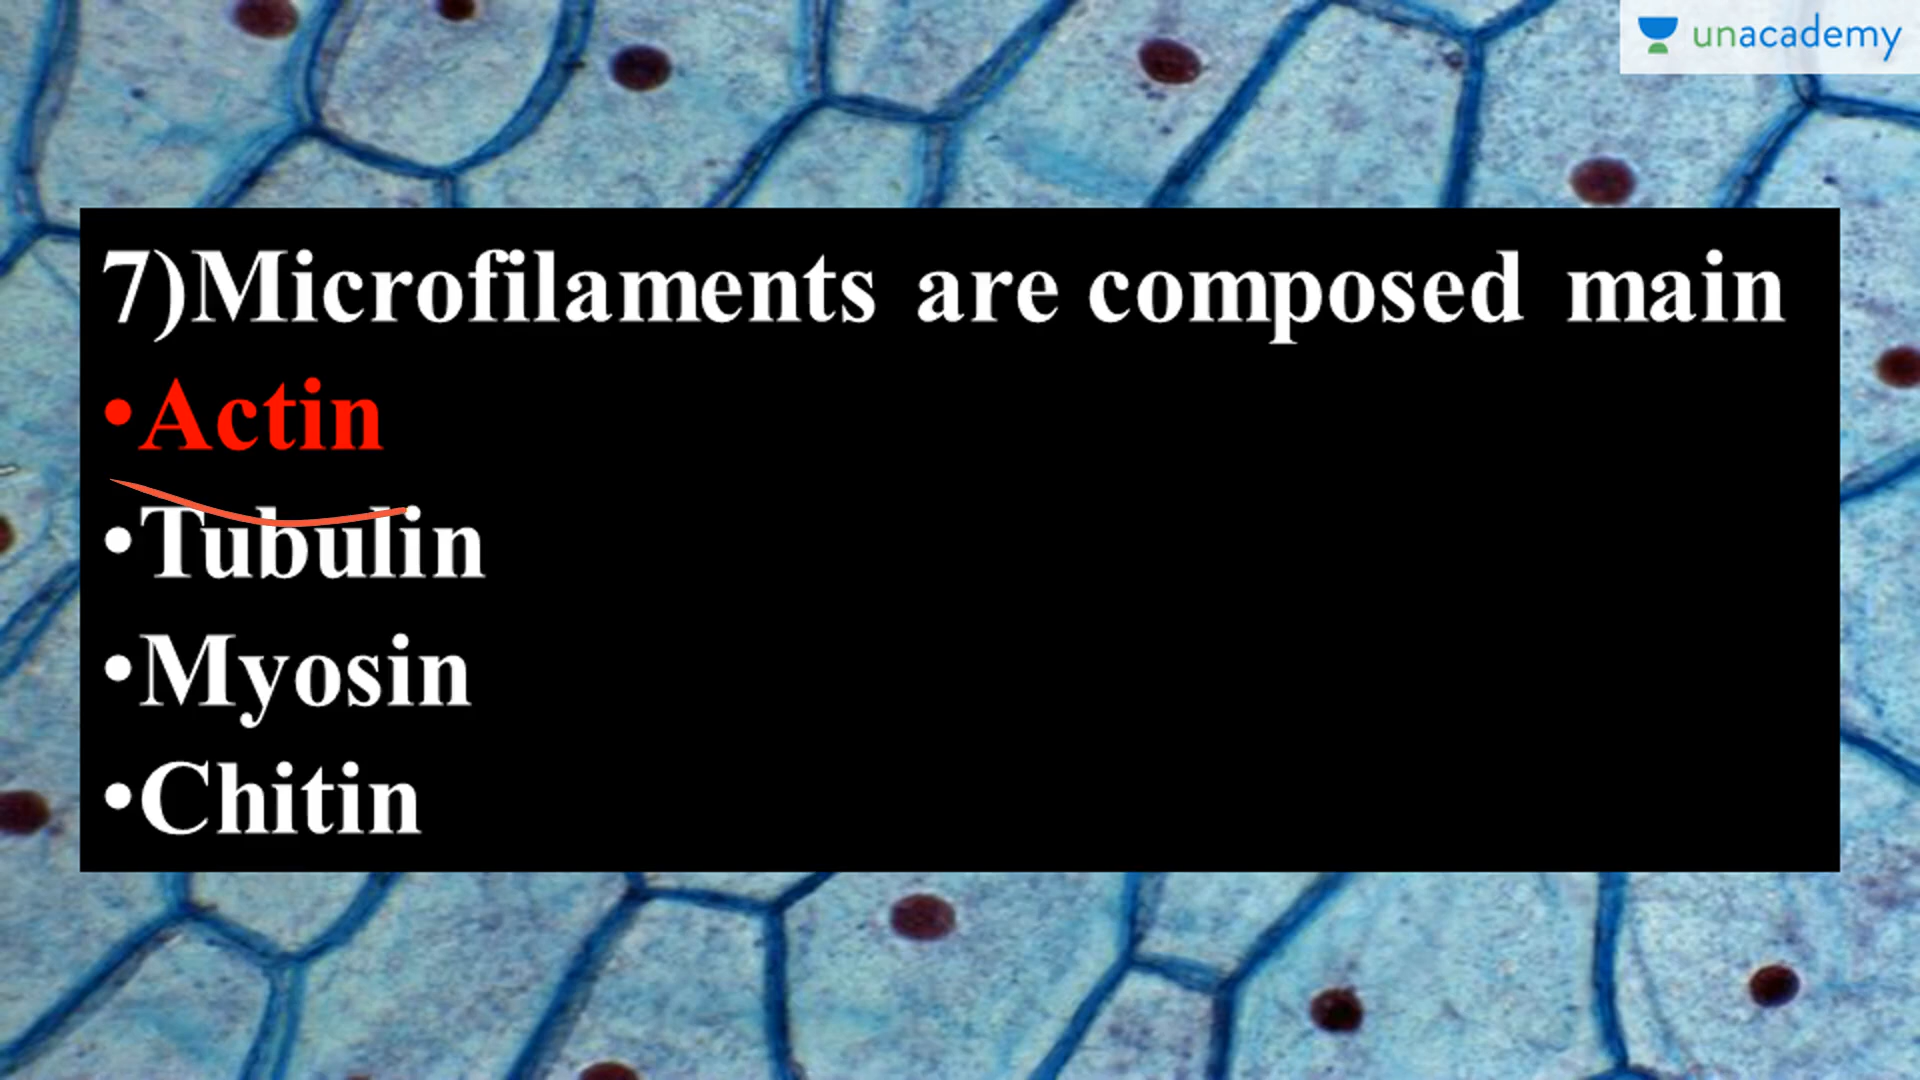 unacademy
7)Microfilaments are composed main
•Actin
•Tubulin
•Myosin
•Chitin